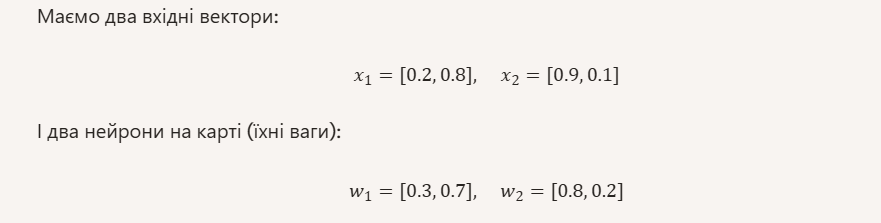 Маємо два вхідні вектори:
x₁ = [0.2, 0.8],   x₂ = [0.9, 0.1]
І два нейрони на карті (їхні ваги):
w₁ = [0.3, 0.7],   w₂ = [0.8, 0.2]